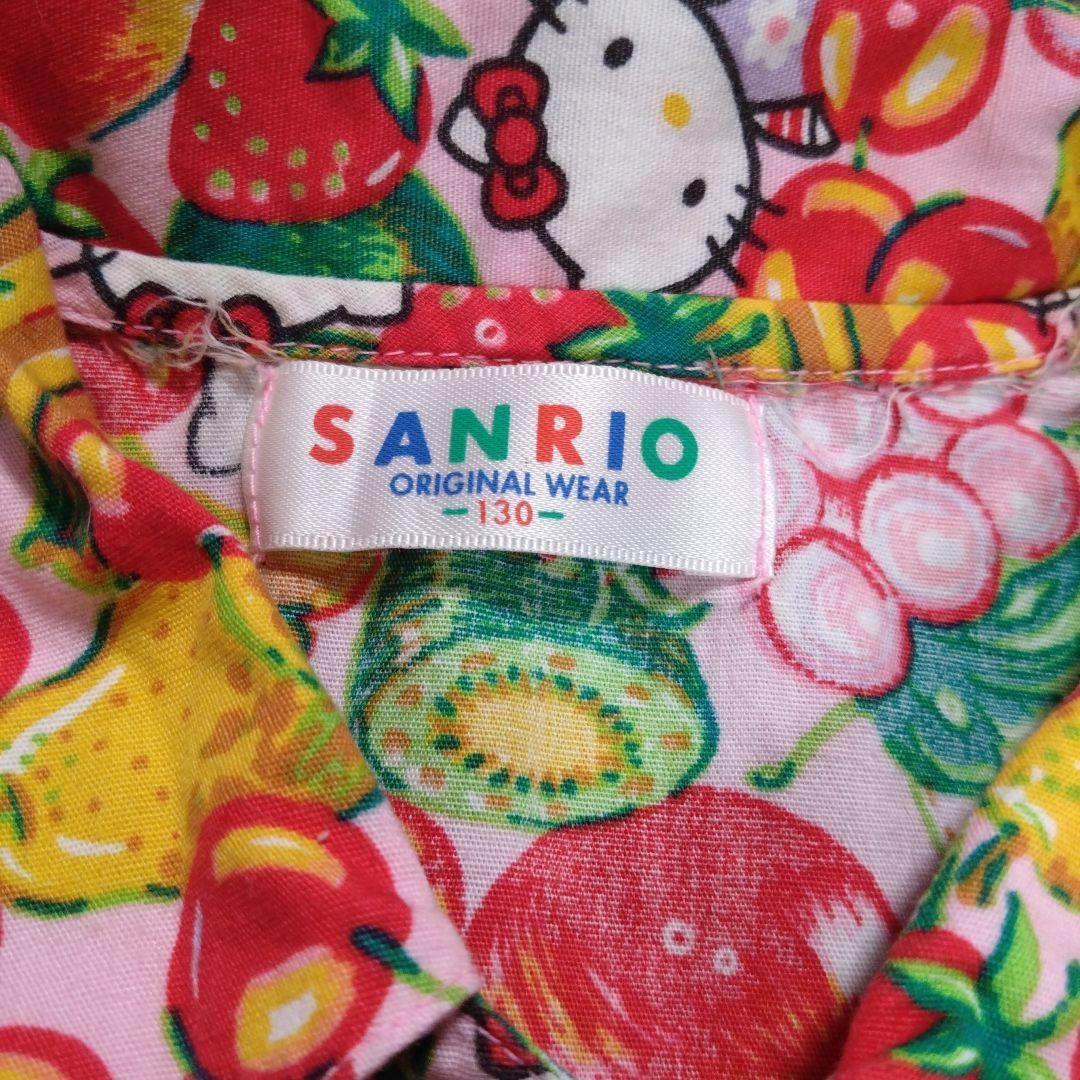 SANRIO
ORIGINAL WEAR
-130-